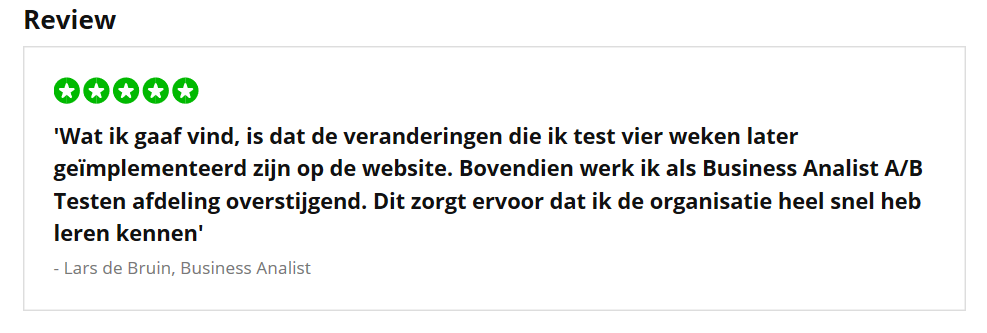 Review
'Wat ik gaaf vind, is dat de veranderingen die ik test vier weken later
geïmplementeerd zijn op de website. Bovendien werk ik als Business Analist A/B
Testen afdeling overstijgend. Dit zorgt ervoor dat ik de organisatie heel snel heb
leren kennen'
- Lars de Bruin, Business Analist